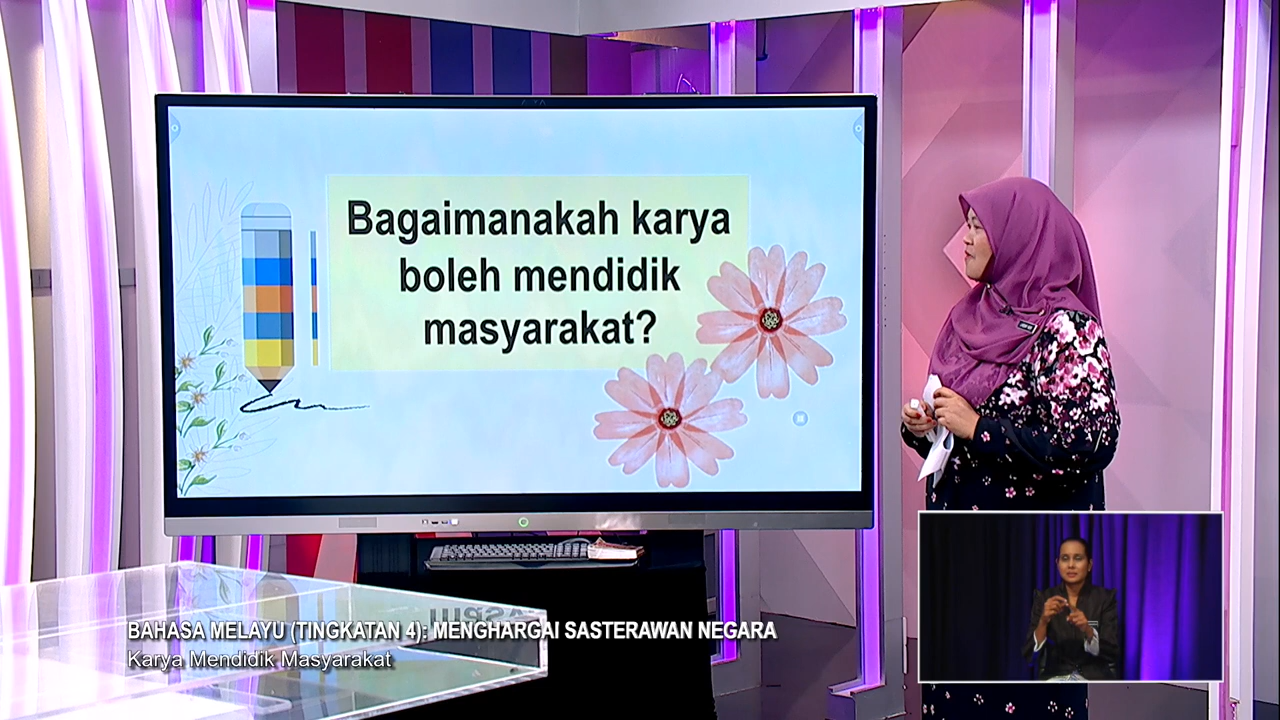 Bagaimanakah karya
boleh mendidik
masyarakat?
BAHASA MELAYU (TINGKATAN 4): MENGHARGAI SASTERAWAN NEGARA
Karya Mendidik Masyarakat